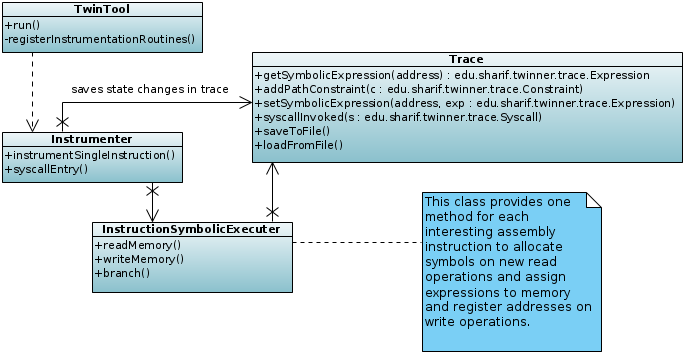 TwinTool
+run()
-registerInstrumentationRoutines()
Trace
+getSymbolicExpression(address) : edu.sharif.twinner.trace.Expression
+addPathConstraint(c : edu.sharif.twinner.trace.Constraint)
+setSymbolicExpression(address, exp : edu.sharif.twinner.trace.Expression)
+syscallInvoked(s : edu.sharif.twinner.trace.Syscall)
+saveToFile()
+loadFromFile()
saves state changes in trace
Instrumenter
+instrumentSingleInstruction()
+syscallEntry()
InstructionSymbolicExecuter
+readMemory()
+writeMemory()
+branch()
This class provides one
method for each
interesting assembly
instruction to allocate
symbols on new read
operations and assign
expressions to memory
and register addresses on
write operations.